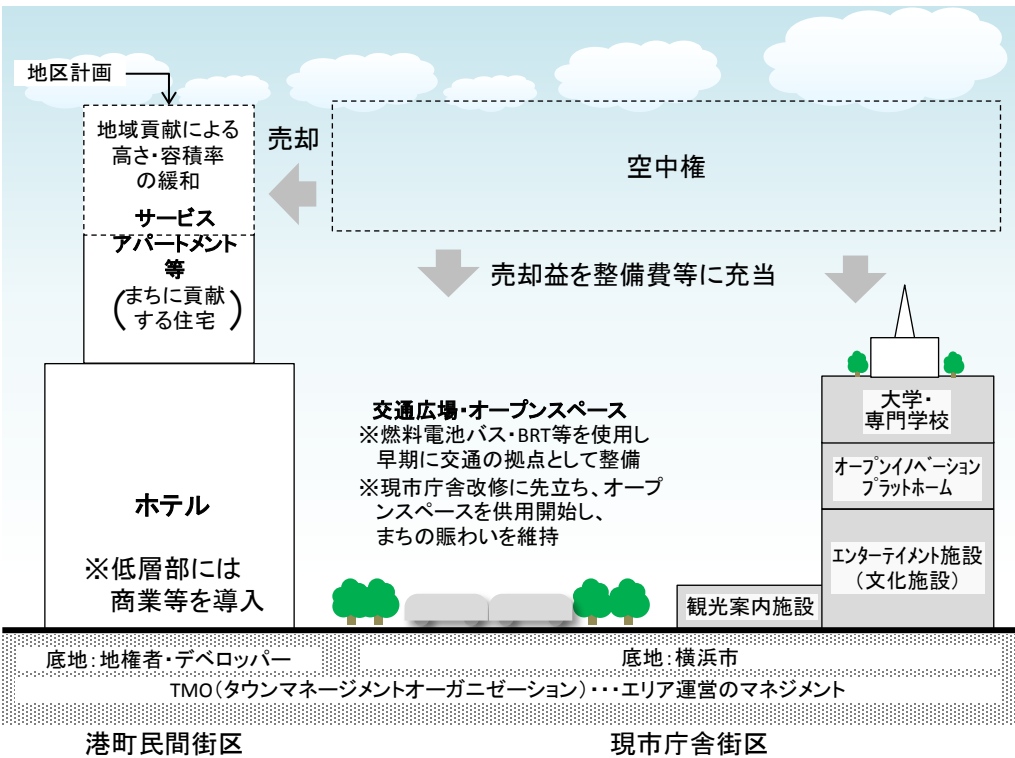 地区計画
地域貢献による
高さ・容積率
の緩和
サービス
アパートメント
等
(まちに貢献
する住宅)
売却
空中権
売却益を整備費等に充当
ホテル
※低層部には
商業等を導入
交通広場・オープンスペース
※燃料電池バス・BRT等を使用し
早期に交通の拠点として整備
※現市庁舎改修に先立ち、オープ
ンスペースを供用開始し、
まちの賑わいを維持
大学・
専門学校
オープンイノベーション
プラットホーム
エンターテイメント施設
(文化施設)
観光案内施設
底地:地権者・デベロッパー
底地:横浜市
TMO(タウンマネージメントオーガニゼーション)・・・エリア運営のマネジメント
港町民間街区
現市庁舎街区